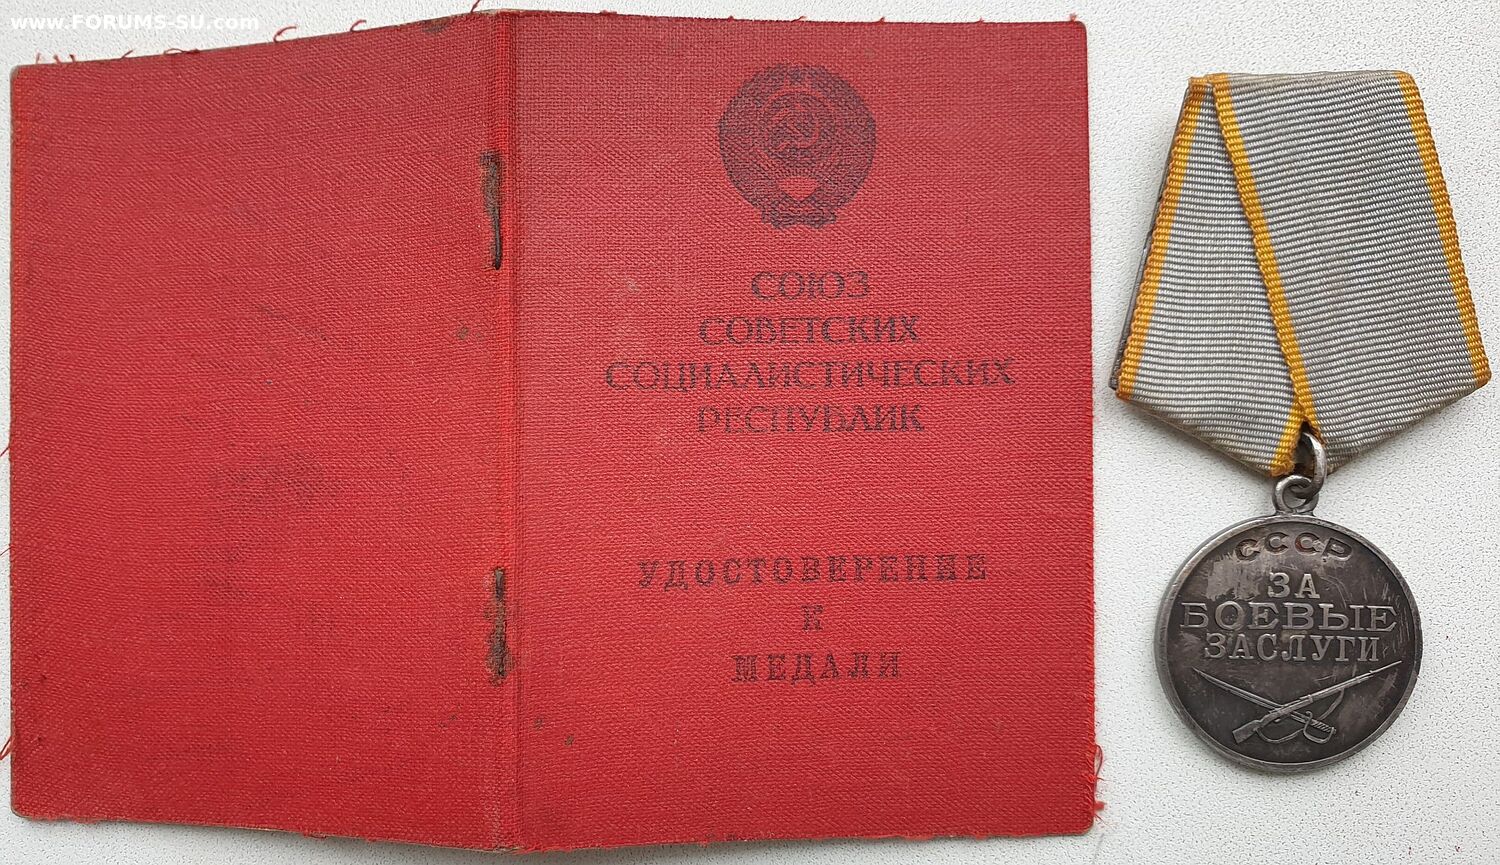 www.FORUMS-SU.com
СОЮЗ
СОВЕТСКИХ
СОЦИАЛИСТИЧЕСКИХ
РЕСПУБЛИК
УДОСТОВЕРЕНИЕ
К
МЕДАЛИ
СССР
ЗА
БОЕВЫЕ
ЗАСЛУГИ